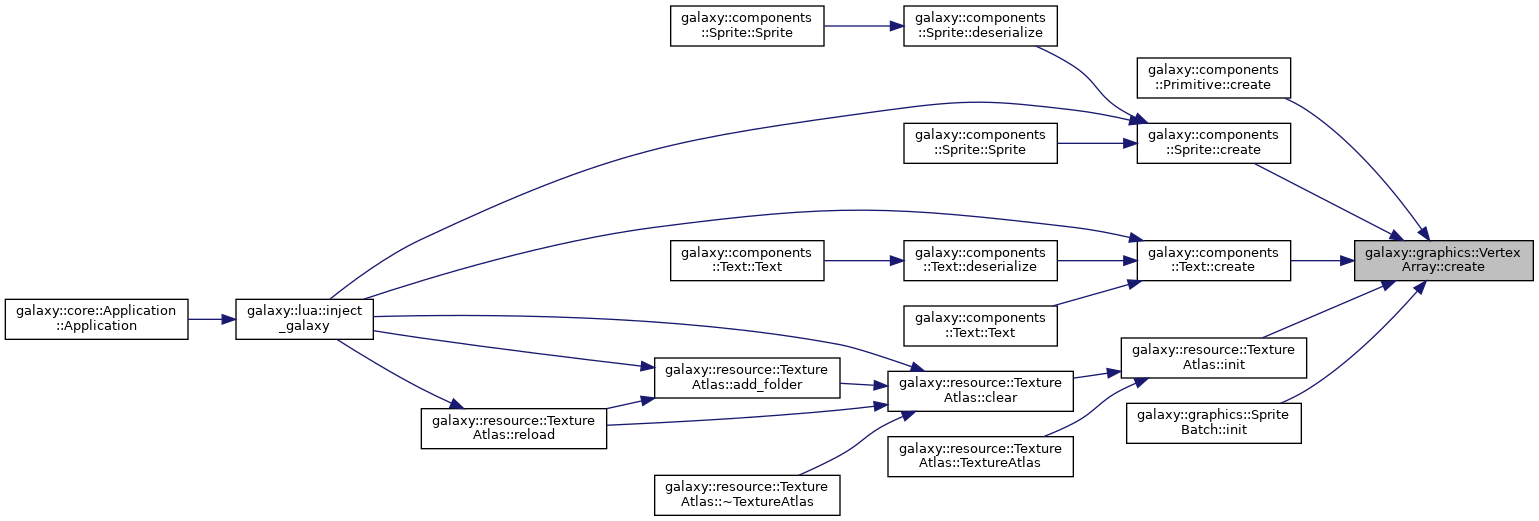 galaxy::components
::Sprite::Sprite
galaxy::components
::Sprite::deserialize
galaxy::components
::Primitive::create
galaxy::components
::Sprite::Sprite
galaxy::components
::Sprite::create
galaxy::components
::Text::Text
galaxy::components
::Text::deserialize
galaxy::components
::Text::create
galaxy::graphics::Vertex
Array::create
galaxy::core::Application
::Application
galaxy::lua::inject
_galaxy
galaxy::components
::Text::Text
galaxy::resource::Texture
Atlas::init
galaxy::resource::Texture
Atlas::add_folder
galaxy::resource::Texture
Atlas::clear
galaxy::resource::Texture
Atlas::reload
galaxy::graphics::Sprite
Batch::init
galaxy::resource::Texture
Atlas::TextureAtlas
galaxy::resource::Texture
Atlas::~TextureAtlas